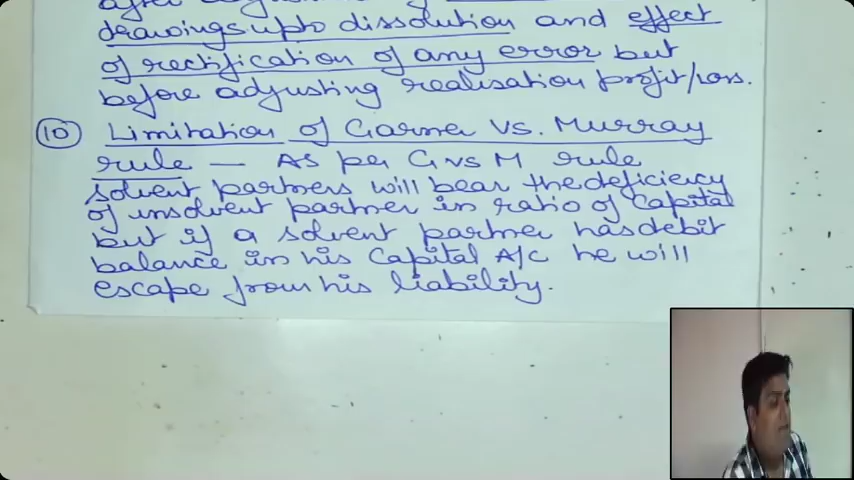 after
drawings upto dissolution and effect
of rectification of any error but
before adjusting realisation profit/loss.
10 Limitation of Garner Vs. Murray
rule — As per G vs M rule
solvent partners will bear the deficiency
of insolvent partner in ratio of Capital
but if a solvent partner has debit
balance in his Capital A/c he will
escape from his liability.